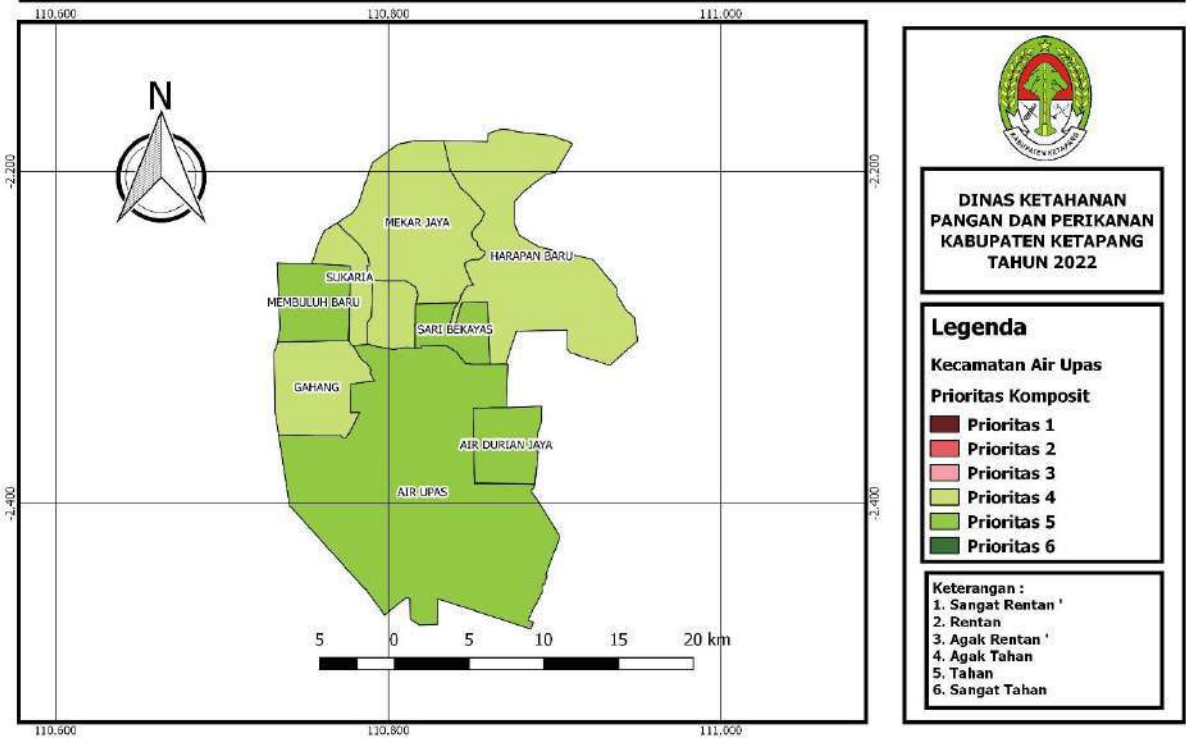 110.600
110.800
111.000
N
-2.200
-2.200
MEKAR JAYA
HARAPAN BARU
SUKARIA
MEMBULUH BARU
SARI BEKAYAS
GAHANG
AIR DURIAN JAYA
AIR UPAS
-2.400
-2.400
5 0 5 10 15 20 km
110.600
110.800
111.000
KABUPATEN KETAPANG
DINAS KETAHANAN
PANGAN DAN PERIKANAN
KABUPATEN KETAPANG
TAHUN 2022
Legenda
Kecamatan Air Upas
Prioritas Komposit
Prioritas 1
Prioritas 2
Prioritas 3
Prioritas 4
Prioritas 5
Prioritas 6
Keterangan :
1. Sangat Rentan '
2. Rentan
3. Agak Rentan '
4. Agak Tahan
5. Tahan
6. Sangat Tahan